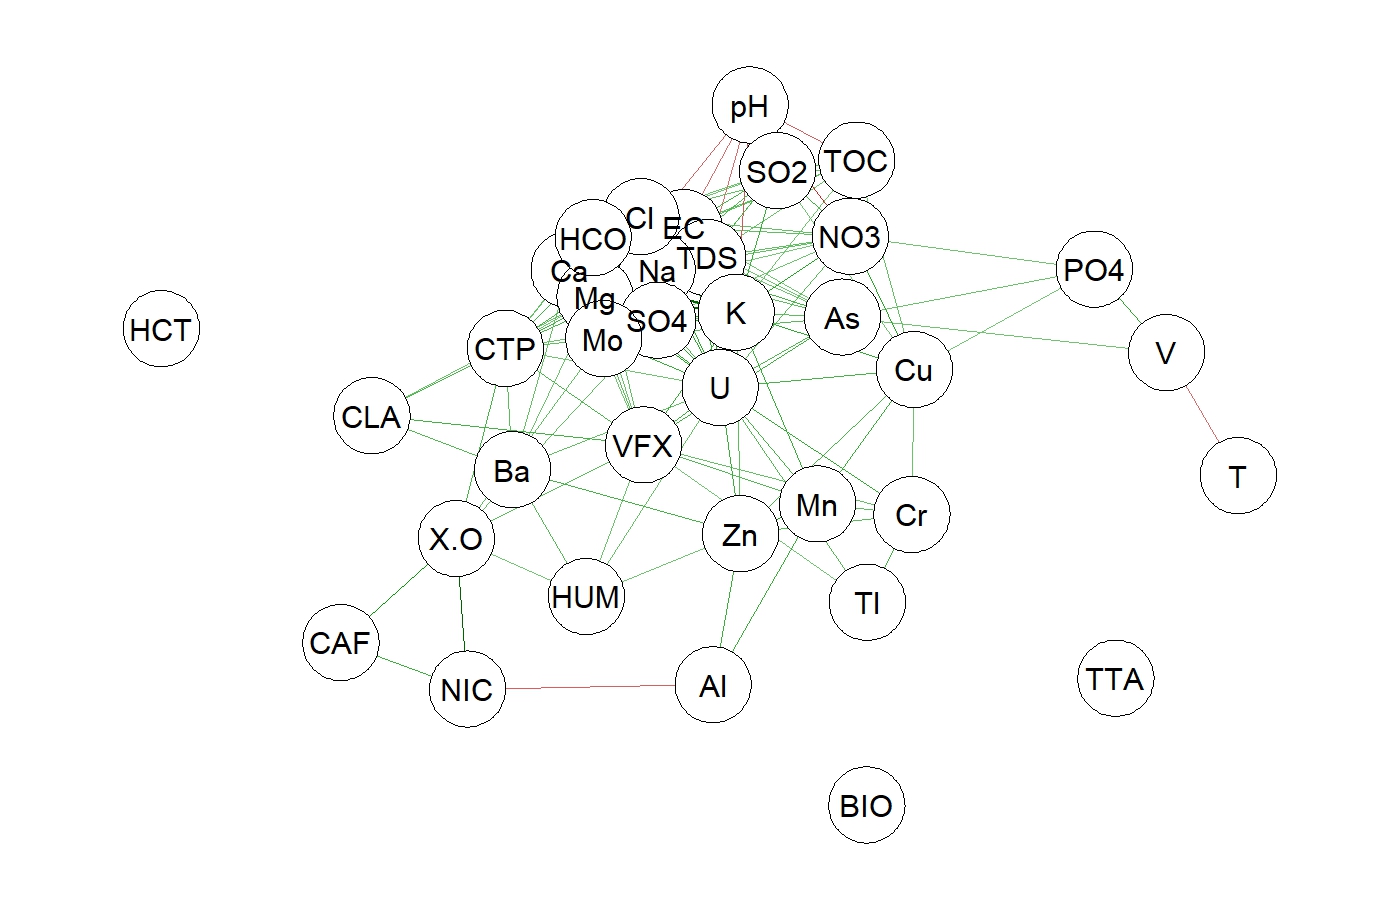 pH
TOC
SO2
Cl
EC
HCO
NO3
TDS
Ca
Na
PO4
Mg
K
As
SO4
HCT
Mo
CTP
V
Cu
U
CLA
VFX
Ba
T
Mn
Cr
Zn
X.O
HUM
Tl
CAF
TTA
NIC
Al
BIO